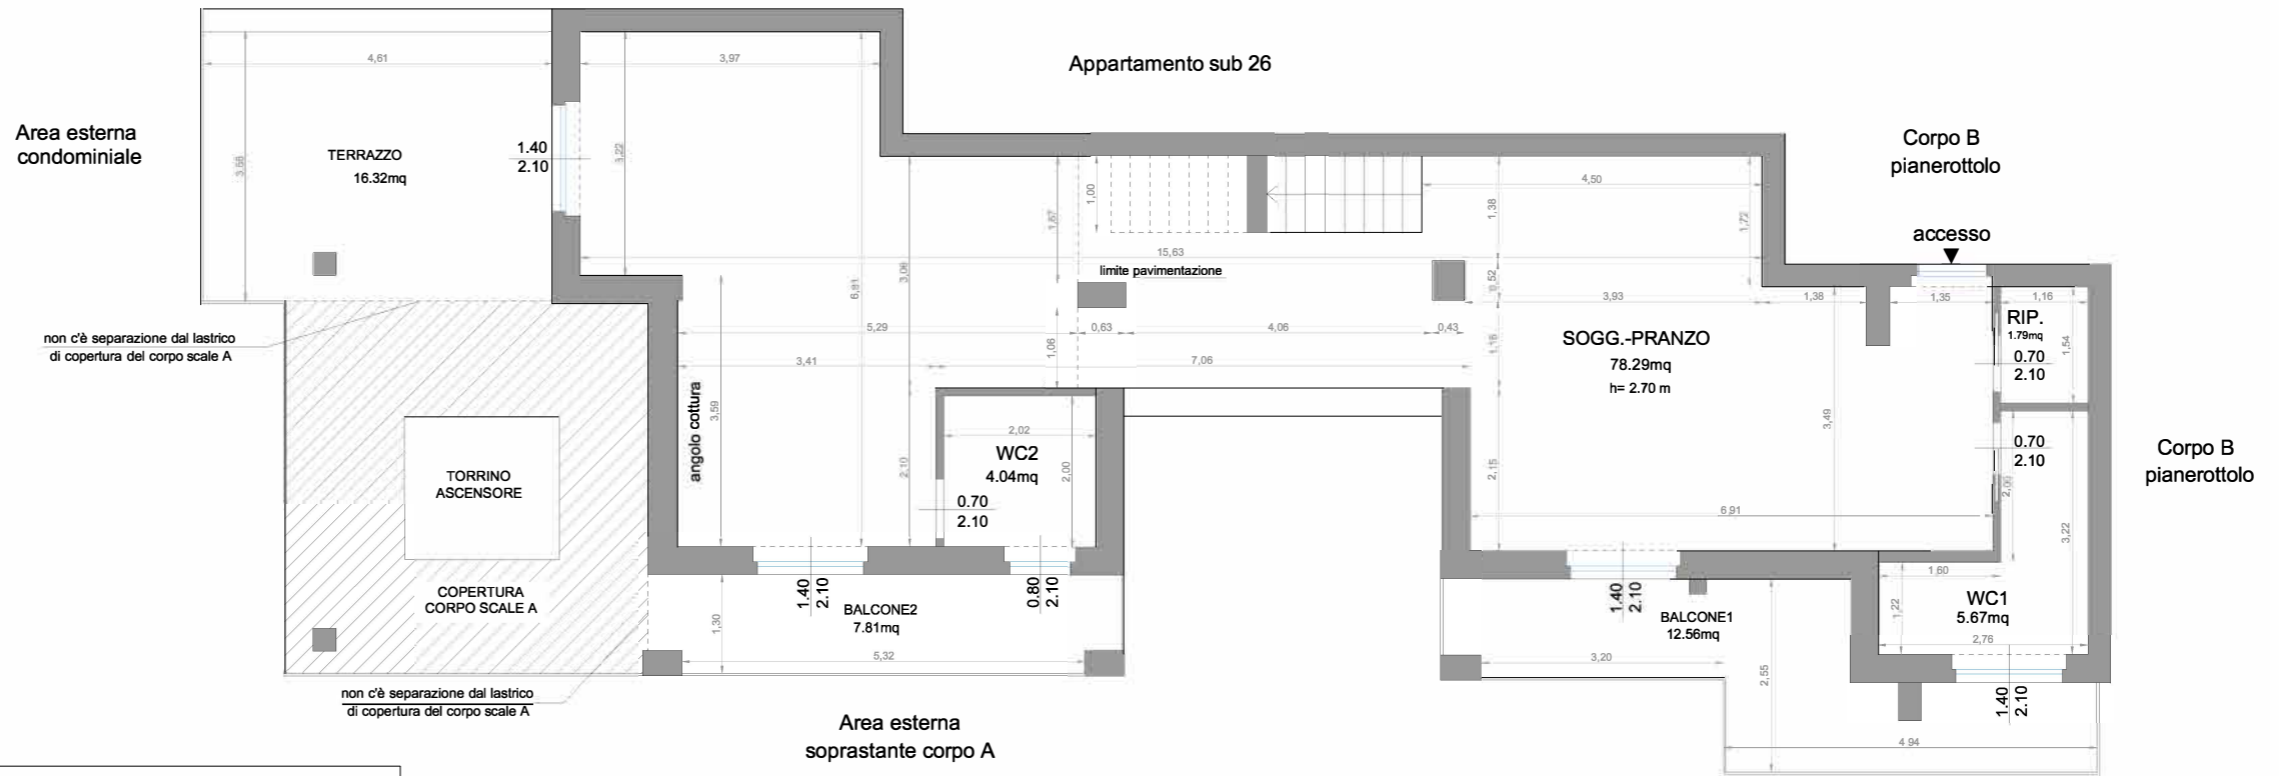 4,61
3,97
Appartamento sub 26
Area esterna
condominiale
TERRAZZO
16.32mq
3,58
1.40
2.10
3,22
6,81
Corpo B
pianerottolo
1,00
4,50
1,67
1,38
1,72
accesso
15,63
3,08
limite pavimentazione
0,52
3,93
1,38
1,35
1,16
5,29
0,63
4,06
0,43
SOGG.-PRANZO
78.29mq
h= 2.70 m
RIP.
1.79mq
0.70
2.10
1,54
non c'è separazione dal lastrico
di copertura del corpo scale A
1,06
1,18
3,41
7,06
angolo cottura
3,59
2,02
WC2
4.04mq
2,10
2,00
0.70
2.10
2,15
3,49
0.70
2.10
2,00
Corpo B
pianerottolo
TORRINO
ASCENSORE
6,91
3,22
COPERTURA
CORPO SCALE A
1,30
1.40
2.10
BALCONE2
7.81mq
0.80
2.10
5,32
1.40
2.10
BALCONE1
12.56mq
3,20
2,55
1,60
1,22
WC1
5.67mq
2,76
1.40
2.10
4,94
non c'è separazione dal lastrico
di copertura del corpo scale A
Area esterna
soprastante corpo A